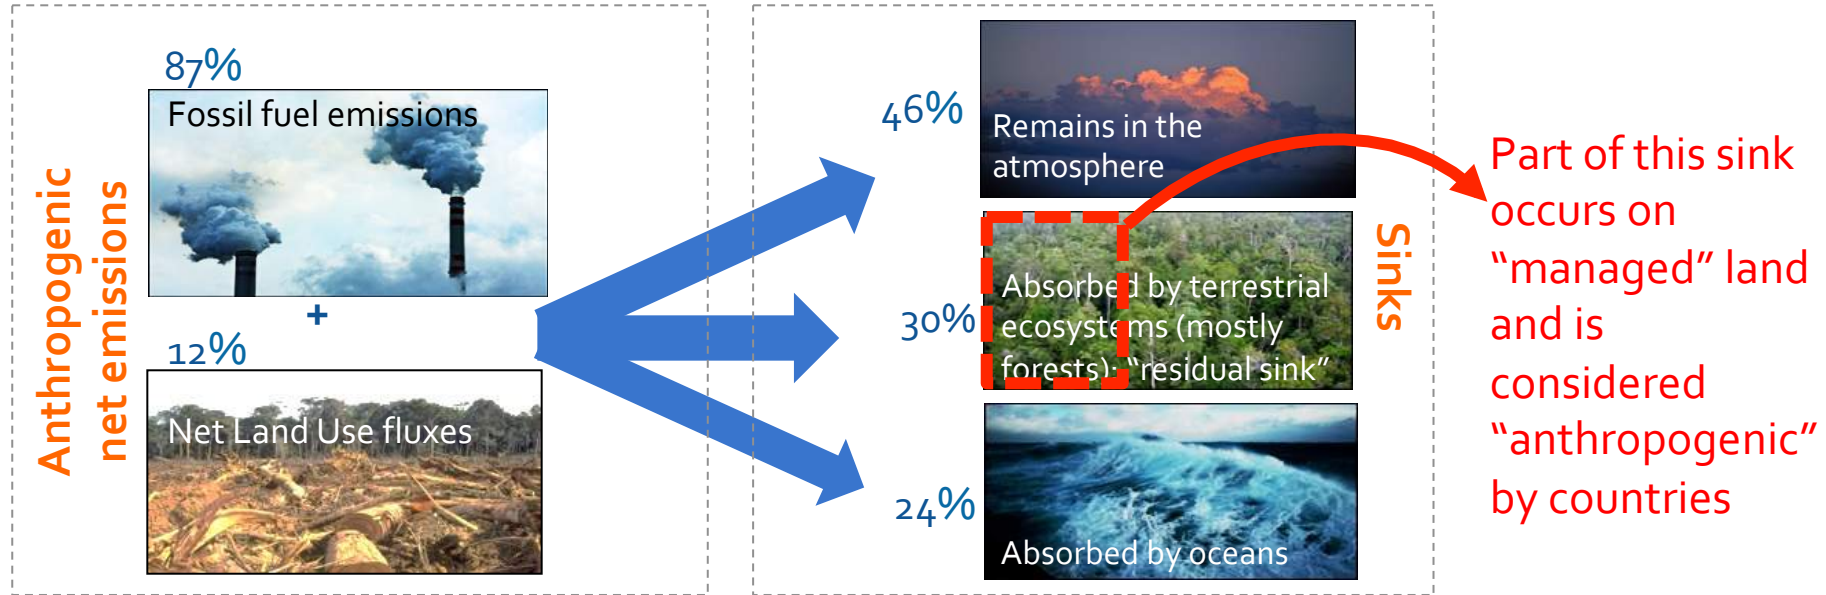 Anthropogenic
net emissions
87%
Fossil fuel emissions
+
12%
Net Land Use fluxes
46%
Remains in the
atmosphere
30%
Absorbed by terrestrial
ecosystems (mostly
forests): “residual sink”
24%
Absorbed by oceans
Sinks
Part of this sink
occurs on
“managed” land
and is
considered
“anthropogenic”
by countries